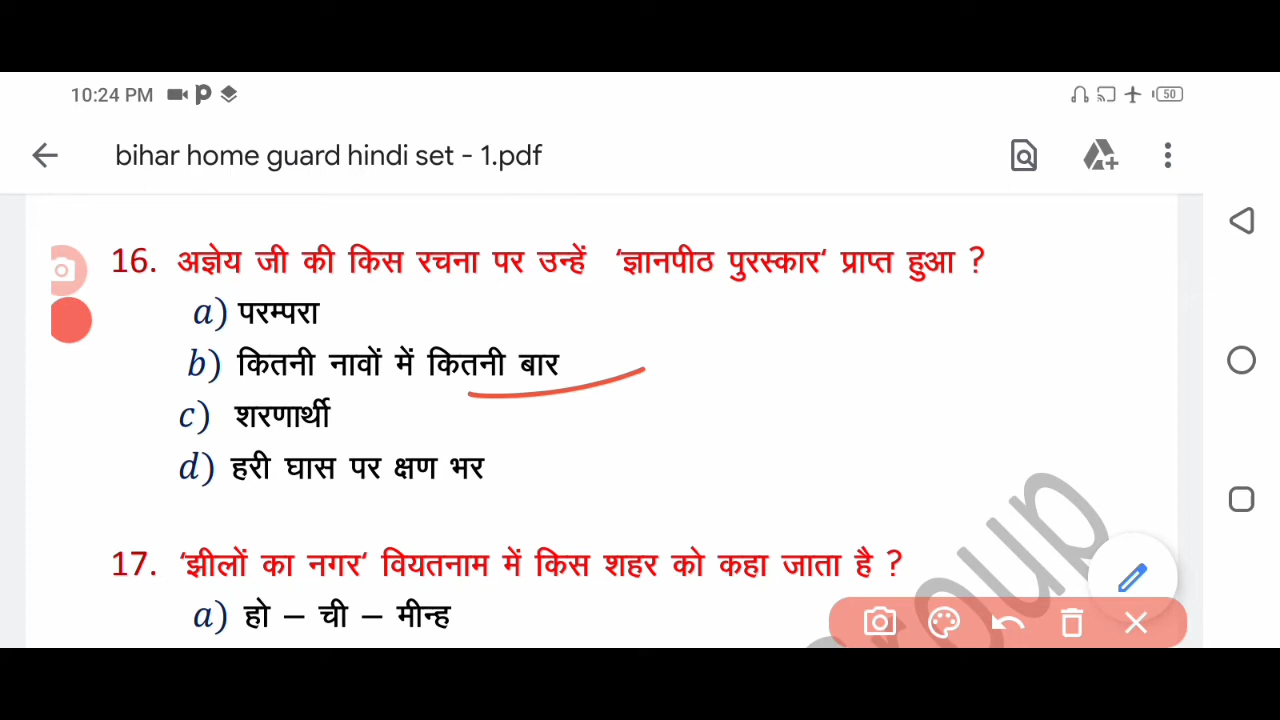 10:24 PM
50
bihar home guard hindi set - 1.pdf
16. अज्ञेय जी की किस रचना पर उन्हें ‘ज्ञानपीठ पुरस्कार‘ प्राप्त हुआ ?
a) परम्परा
b) कितनी नावों में कितनी बार
c) शरणार्थी
d) हरी घास पर क्षण भर
17. ‘झीलों का नगर‘ वियतनाम में किस शहर को कहा जाता है ?
a) हो – ची – मीन्ह